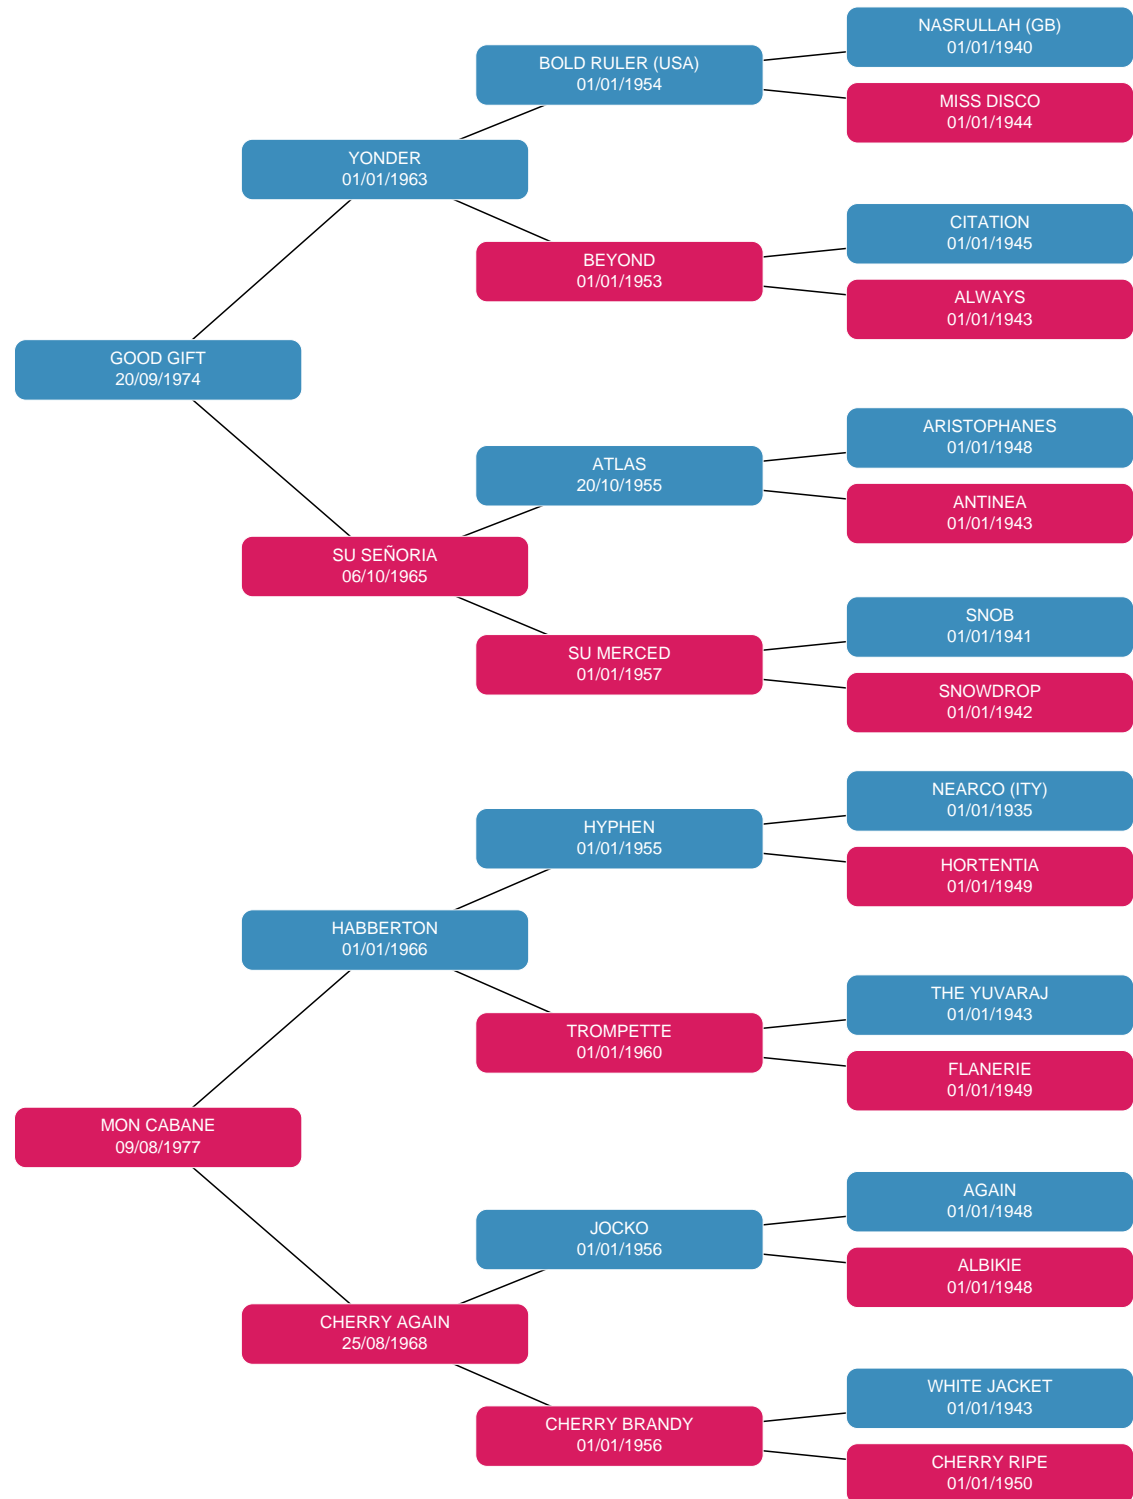 NASRULLAH (GB)
01/01/1940
BOLD RULER (USA)
01/01/1954
MISS DISCO
01/01/1944
YONDER
01/01/1963
CITATION
01/01/1945
BEYOND
01/01/1953
ALWAYS
01/01/1943
GOOD GIFT
20/09/1974
ARISTOPHANES
01/01/1948
ATLAS
20/10/1955
ANTINEA
01/01/1943
SU SEÑORIA
06/10/1965
SNOB
01/01/1941
SU MERCED
01/01/1957
SNOWDROP
01/01/1942
NEARCO (ITY)
01/01/1935
HYPHEN
01/01/1955
HORTENTIA
01/01/1949
HABBERTON
01/01/1966
THE YUVARAJ
01/01/1943
TROMPETTE
01/01/1960
FLANERIE
01/01/1949
MON CABANE
09/08/1977
AGAIN
01/01/1948
JOCKO
01/01/1956
ALBIKIE
01/01/1948
CHERRY AGAIN
25/08/1968
WHITE JACKET
01/01/1943
CHERRY BRANDY
01/01/1956
CHERRY RIPE
01/01/1950